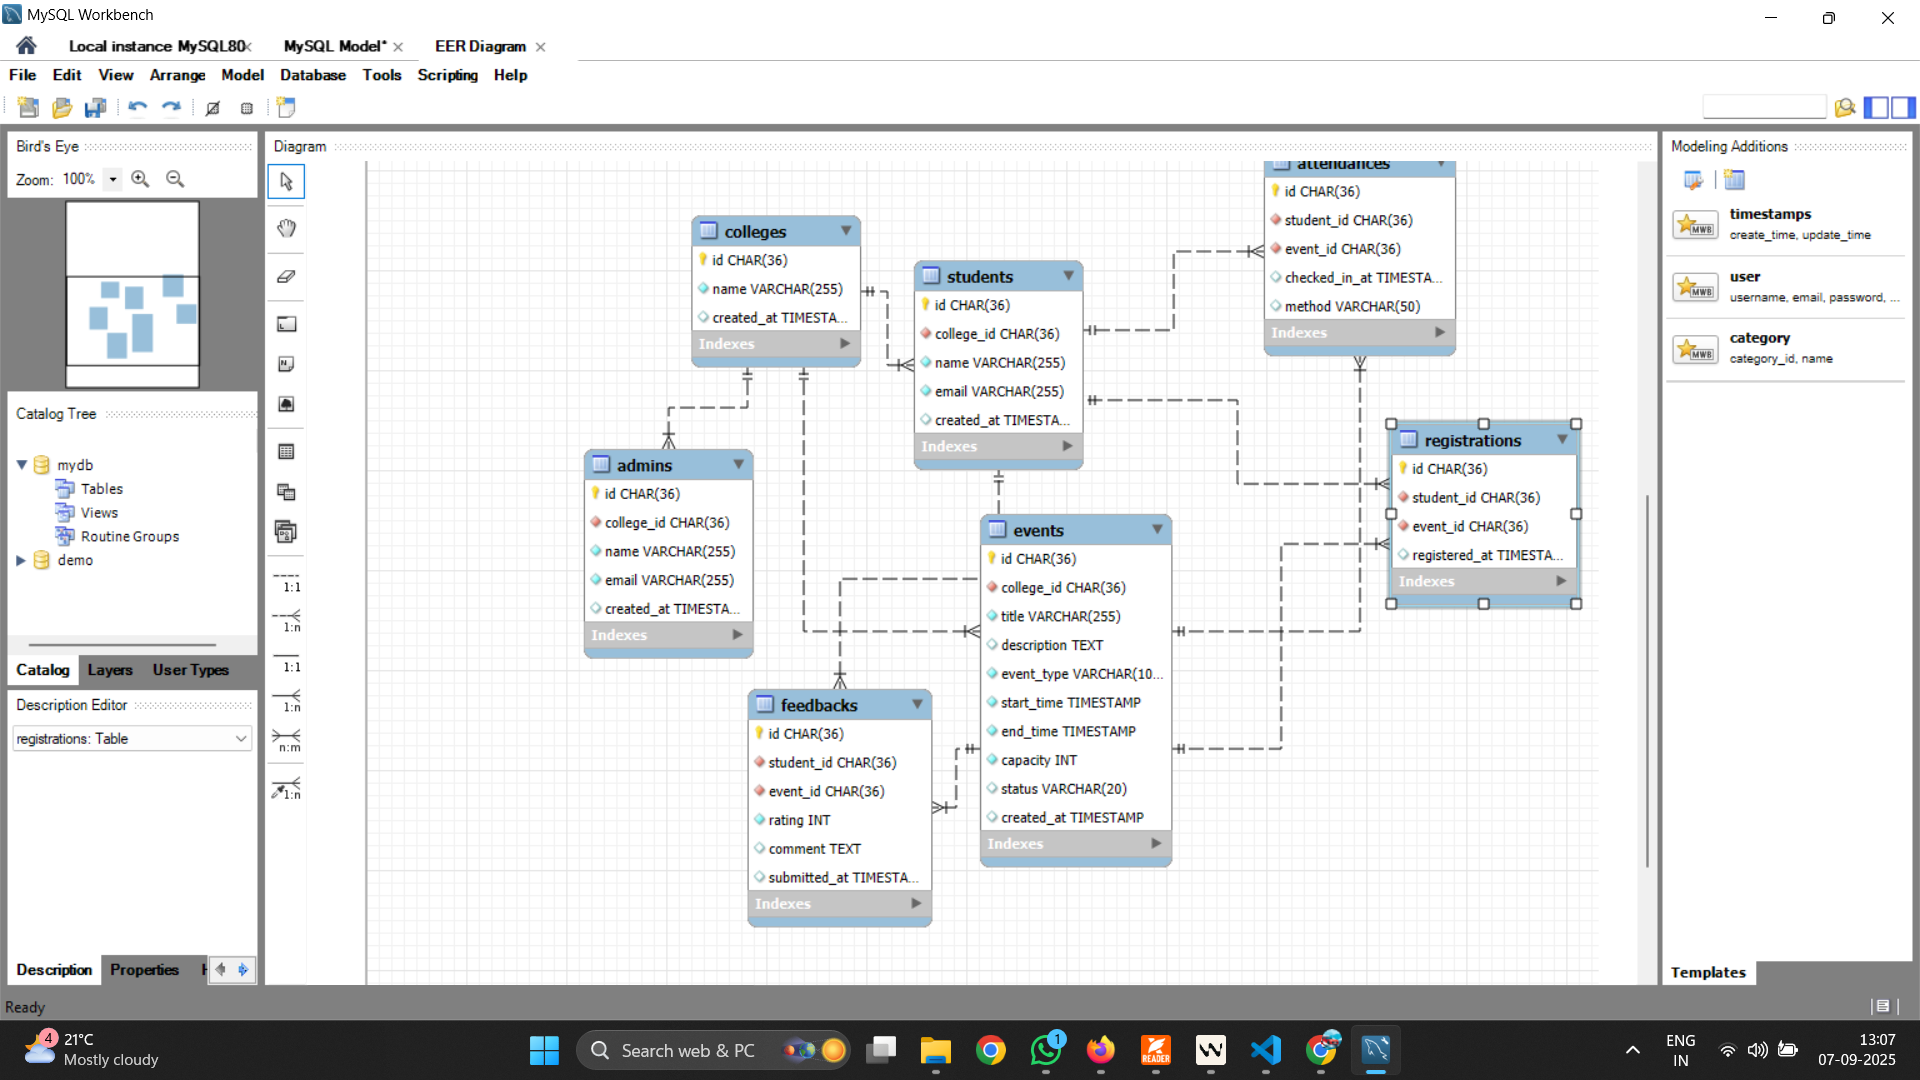 MySQL Workbench
Local instance MySQL80
MySQL Model*
EER Diagram
File Edit View Arrange Model Database Tools Scripting Help
Bird's Eye
Zoom: 100%
Catalog Tree
mydb
Tables
Views
Routine Groups
demo
Catalog Layers User Types
Description Editor
registrations: Table
Description Properties
Ready
Diagram
1:1
1:n
1:1
1:n
n:m
1:n
colleges
id CHAR(36)
name VARCHAR(255)
created_at TIMESTA...
Indexes
students
id CHAR(36)
college_id CHAR(36)
name VARCHAR(255)
email VARCHAR(255)
created_at TIMESTA...
Indexes
attendances
id CHAR(36)
student_id CHAR(36)
event_id CHAR(36)
checked_in_at TIMESTA...
method VARCHAR(50)
Indexes
admins
id CHAR(36)
college_id CHAR(36)
name VARCHAR(255)
email VARCHAR(255)
created_at TIMESTA...
Indexes
registrations
id CHAR(36)
student_id CHAR(36)
event_id CHAR(36)
registered_at TIMESTA...
Indexes
events
id CHAR(36)
college_id CHAR(36)
title VARCHAR(255)
description TEXT
event_type VARCHAR(10...
start_time TIMESTAMP
end_time TIMESTAMP
capacity INT
status VARCHAR(20)
created_at TIMESTAMP
Indexes
feedbacks
id CHAR(36)
student_id CHAR(36)
event_id CHAR(36)
rating INT
comment TEXT
submitted_at TIMESTA...
Indexes
Modeling Additions
MWB
timestamps
create_time, update_time
MWB
user
username, email, password, ...
MWB
category
category_id, name
Templates
4
21°C
Mostly cloudy
Search web & PC
1
READER
ENG
IN
13:07
07-09-2025